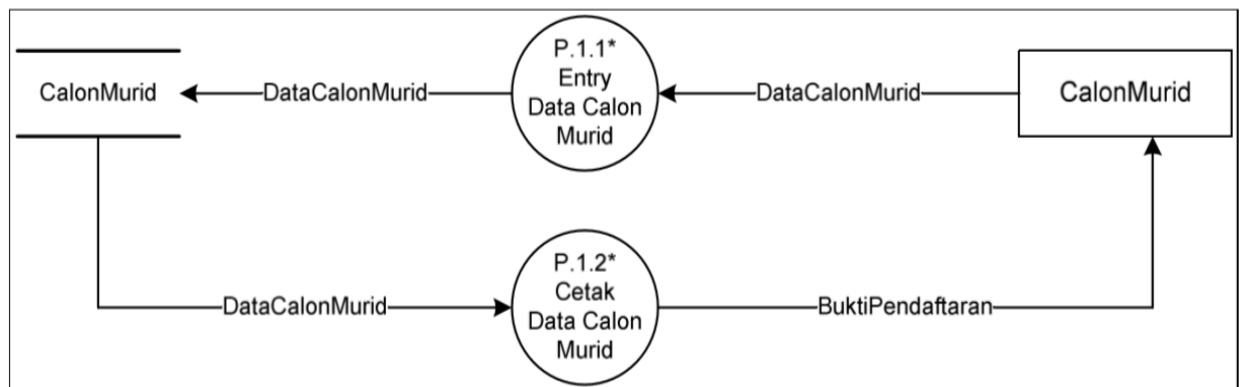 P.1.1*
Entry
Data Calon
Murid
CalonMurid
DataCalonMurid
DataCalonMurid
CalonMurid
P.1.2*
Cetak
Data Calon
Murid
DataCalonMurid
BuktiPendaftaran